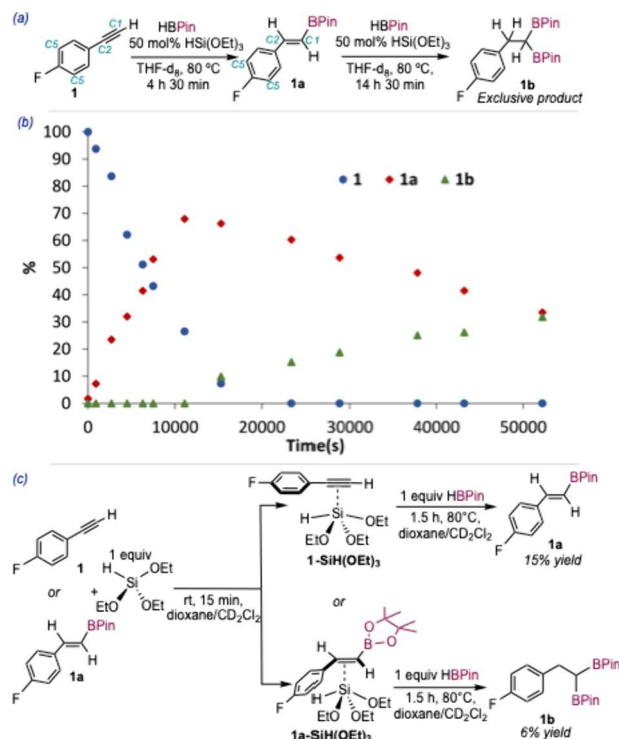 (a)
C1
H
C2
C5
F
C5
1
HBPin
50 mol% HSi(OEt)3
THF-d8, 80 ºC
4 h 30 min
H
BPin
C2
C1
H
C5
F
C5
1a
HBPin
50 mol% HSi(OEt)3
THF-d8, 80 ºC,
14 h 30 min
H
BPin
H
BPin
F
1b
Exclusive product
(b)
100
90
80
70
60
50
40
30
20
10
0
%
1
1a
1b
0
10000
20000
30000
40000
50000
Time(s)
(c)
H
F
1
or
H
BPin
H
F
1a
+
1 equiv
H
Si
OEt
EtO
OEt
rt, 15 min,
dioxane/CD2Cl2
F
H
H
Si
OEt
EtO
OEt
1-SiH(OEt)3
1 equiv HBPin
1.5 h, 80°C,
dioxane/CD2Cl2
H
BPin
H
F
1a
15% yield
or
O
B
O
H
H
F
H
Si
OEt
EtO
OEt
1a-SiH(OEt)3
1 equiv HBPin
1.5 h, 80°C,
dioxane/CD2Cl2
BPin
BPin
F
1b
6% yield